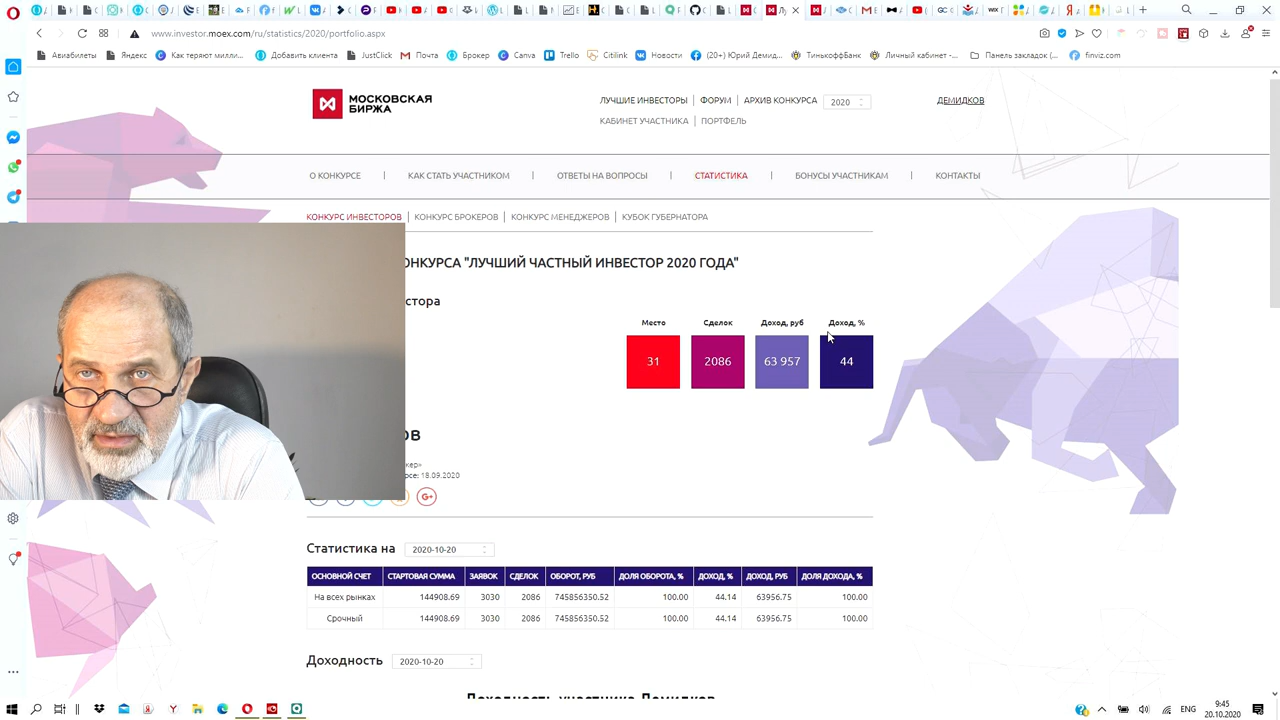 www.investor.moex.com/ru/statistics/2020/portfolio.aspx
Авиабилеты
Яндекс
Как теряют милли...
Добавить клиента
JustClick
Почта
Брокер
Canva
Trello
Citilink
Новости
(20+) Юрий Демид...
ТинькоффБанк
Личный кабинет -...
Панель закладок (...
finviz.com
МОСКОВСКАЯ
БИРЖА
ЛУЧШИЕ ИНВЕСТОРЫ
ФОРУМ
АРХИВ КОНКУРСА
2020
ДЕМИДКОВ
КАБИНЕТ УЧАСТНИКА
ПОРТФЕЛЬ
О КОНКУРСЕ
КАК СТАТЬ УЧАСТНИКОМ
ОТВЕТЫ НА ВОПРОСЫ
СТАТИСТИКА
БОНУСЫ УЧАСТНИКАМ
КОНТАКТЫ
КОНКУРС ИНВЕСТОРОВ
КОНКУРС БРОКЕРОВ
КОНКУРС МЕНЕДЖЕРОВ
КУБОК ГУБЕРНАТОРА
ОНКУРСА "ЛУЧШИЙ ЧАСТНЫЙ ИНВЕСТОР 2020 ГОДА"
стора
Место
Сделок
Доход, руб
Доход, %
31
2086
63 957
44
ов
кер»
рсе: 18.09.2020
G+
Статистика на 2020-10-20
ОСНОВНОЙ СЧЕТ СТАРТОВАЯ СУММА ЗАЯВОК СДЕЛОК ОБОРОТ, РУБ ДОЛЯ ОБОРОТА, % ДОХОД, % ДОХОД, РУБ ДОЛЯ ДОХОДА, %
На всех рынках 144908.69 3030 2086 745856350.52 100.00 44.14 63956.75 100.00
Срочный 144908.69 3030 2086 745856350.52 100.00 44.14 63956.75 100.00
Доходность 2020-10-20
Доходность участника Демидков
ENG
9:45
20.10.2020